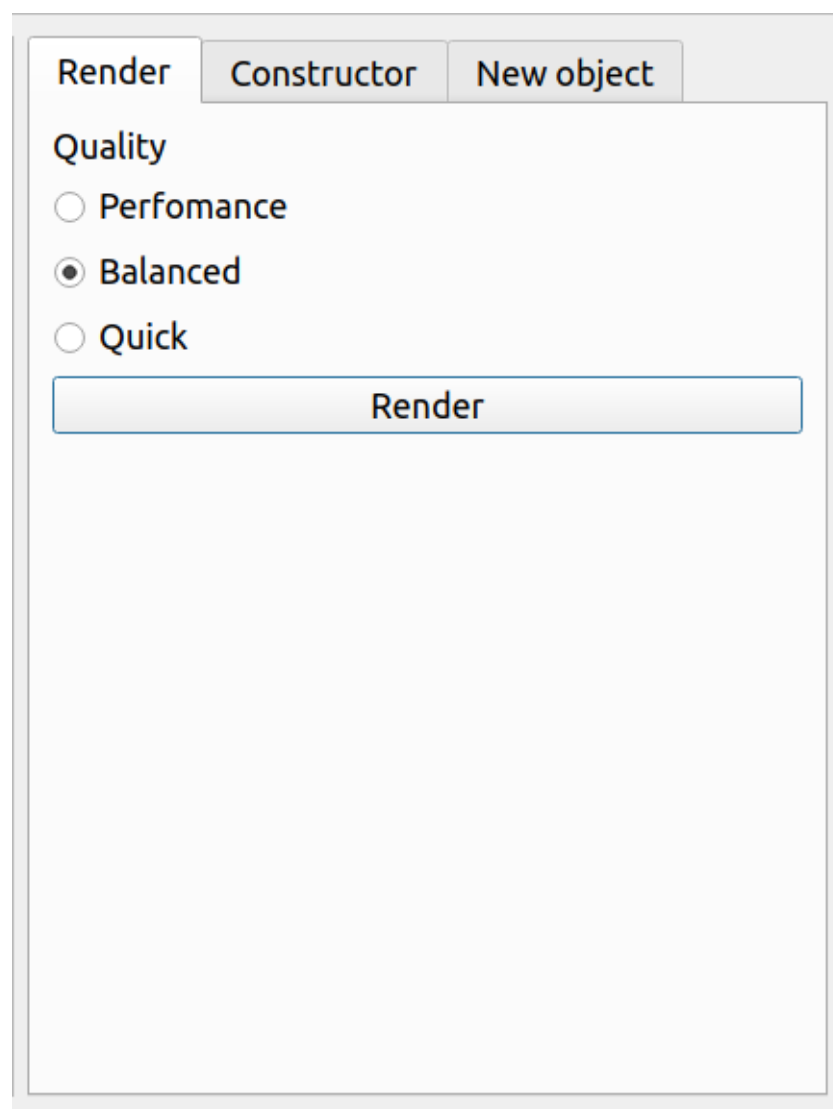 Render Constructor New object
Quality
Perfomance
Balanced
Quick
Render